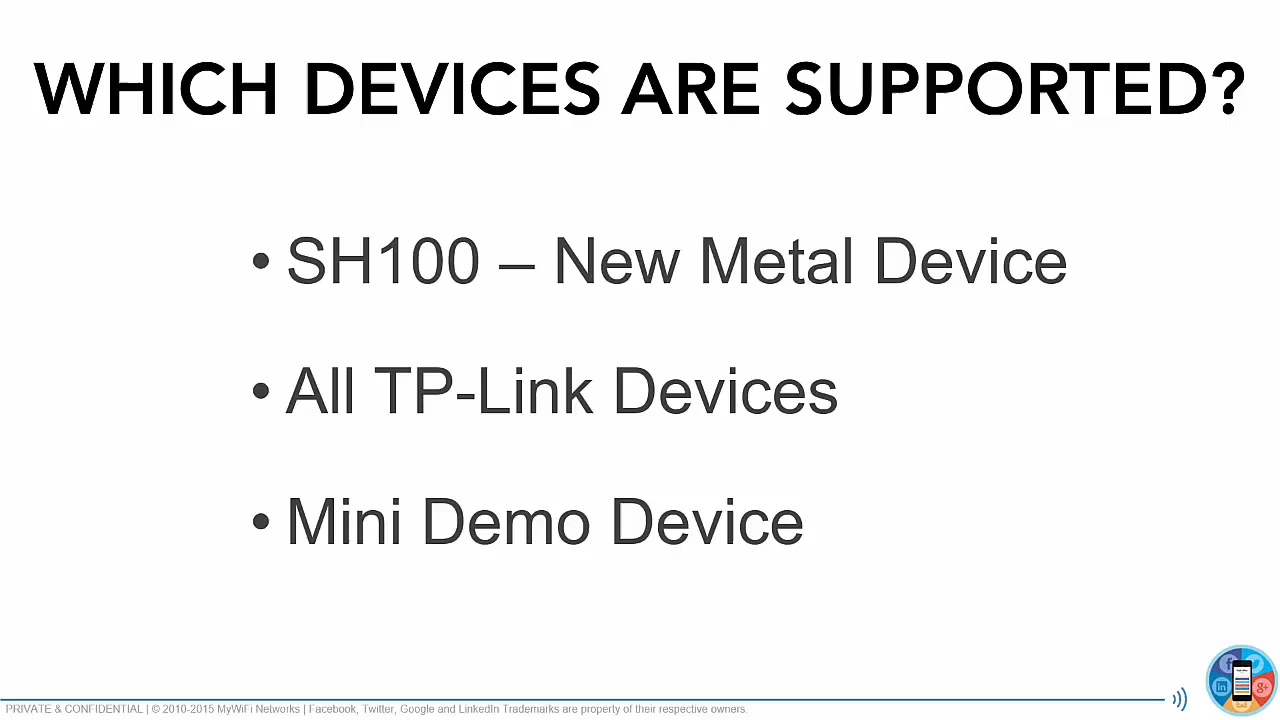 WHICH DEVICES ARE SUPPORTED?
• SH100 – New Metal Device
• All TP-Link Devices
• Mini Demo Device
PRIVATE & CONFIDENTIAL | © 2010-2015 MyWiFi Networks | Facebook, Twitter, Google and LinkedIn Trademarks are property of their respective owners.